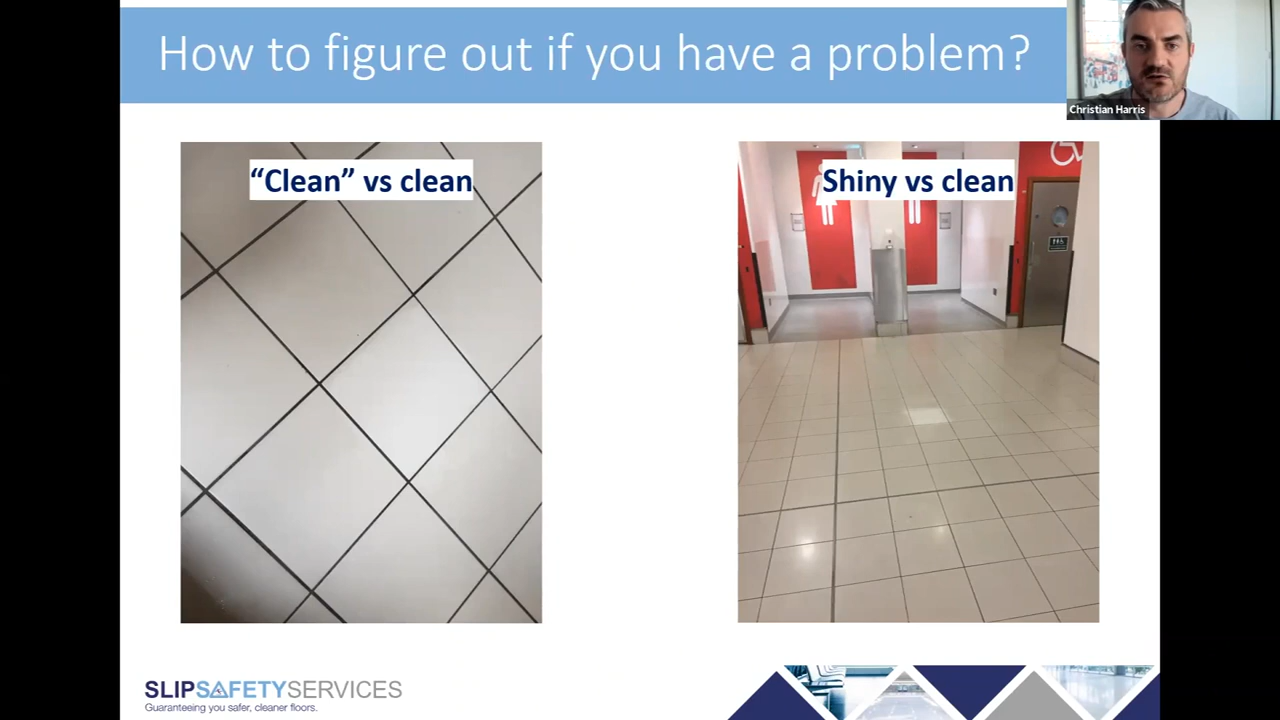 How to figure out if you have a problem?
Christian Harris
“Clean” vs clean
Shiny vs clean
SLIPSAFETYSERVICES
Guaranteeing you safer, cleaner floors.